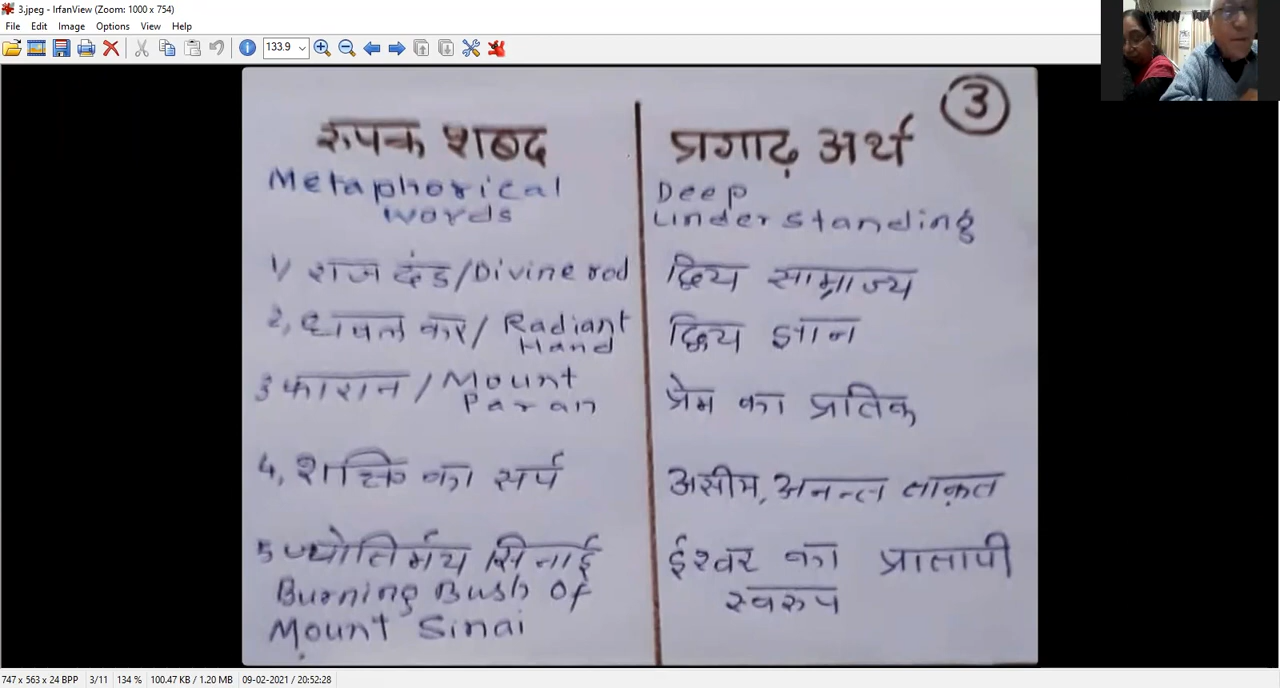 3.jpeg - IrfanView (Zoom: 1000 x 754)
File Edit Image Options View Help
133.9
3
रुपक शब्द
प्रगाढ़ अर्थ
Metaphorical
words
Deep
understanding
1/ राज दंड/Divine rod
द्विय साम्राज्य
2, धवल कर/ Radiant
Hand
द्विय ज्ञान
3 फारान / Mount
Paran
प्रेम का प्रतिक
4, शक्ति का सर्प
असीम, अनन्त ताक़त
5 ज्योतिर्मय सिनाई
Burning Bush Of
Mount Sinai
ईश्वर का प्रातापी
स्वरुप
747 x 563 x 24 BPP 3/11 134 % 100.47 KB / 1.20 MB 09-02-2021 / 20:52:28